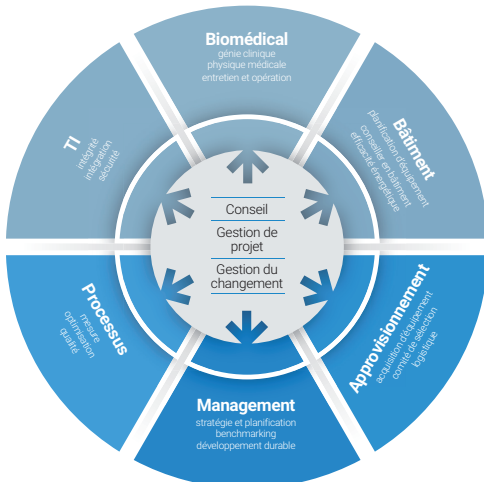 Biomédical
génie clinique
physique médicale
entretien et opération
Bâtiment
planification d'équipement
conseiller en bâtiment
efficacité énergétique
Approvisionnement
acquisition d'équipement
comité de sélection
logistique
Management
stratégie et planification
benchmarking
développement durable
Processus
mesure
optimisation
qualité
TI
intégrité
intégration
sécurité
Conseil
Gestion de
projet
Gestion du
changement